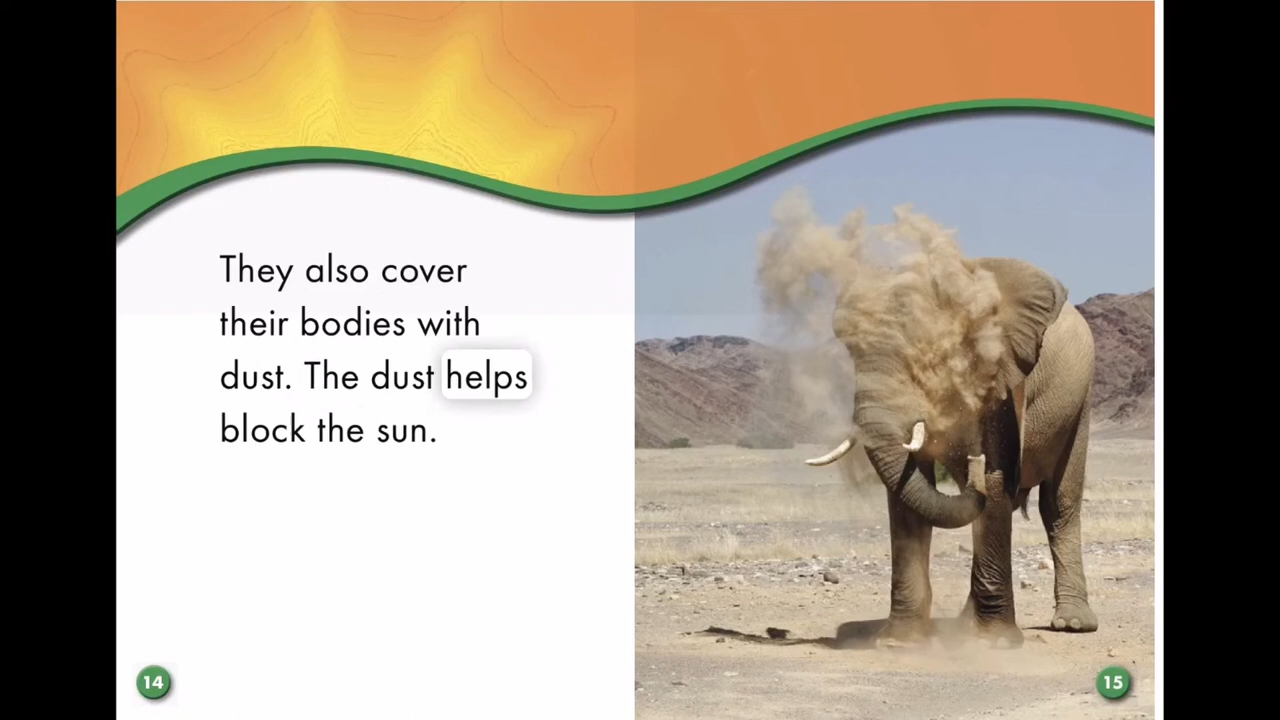 They also cover
their bodies with
dust. The dust helps
block the sun.
14
15